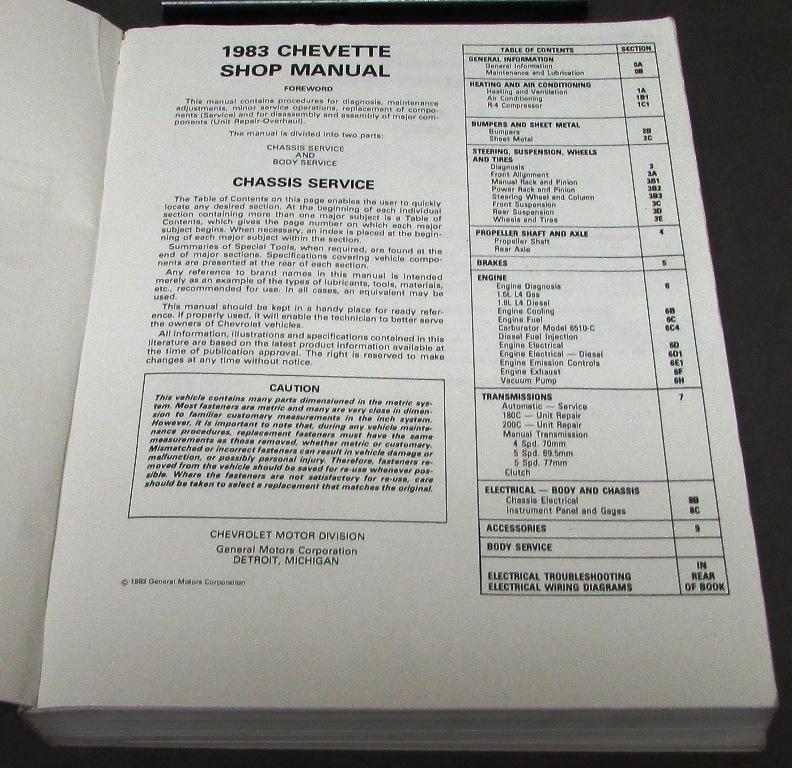 1983 CHEVETTE
SHOP MANUAL
FOREWORD
This manual contains procedures for diagnosis, maintenance
adjustments, minor service operations, replacement of compo-
nents (Service) and for disassembly and assembly of major com-
ponents (Unit Repair-Overhaul).
The manual is divided into two parts:
CHASSIS SERVICE
AND
BODY SERVICE
CHASSIS SERVICE
The Table of Contents on this page enables the user to quickly
locate any desired section. At the beginning of each individual
section containing more than one major subject is a Table of
Contents, which gives the page number on which each major
subject begins. When necessary, an index is placed at the begin-
ning of each major subject within the section.
Summaries of Special Tools, when required, are found at the
end of major sections. Specifications covering vehicle compo-
nents are presented at the rear of each section.
Any reference to brand names in this manual is intended
merely as an example of the types of lubricants, tools, materials,
etc., recommended for use. In all cases, an equivalent may be
used.
This manual should be kept in a handy place for ready refer-
ence. If properly used, it will enable the technician to better serve
the owners of Chevrolet vehicles.
All information, illustrations and specifications contained in this
literature are based on the latest product information available at
the time of publication approval. The right is reserved to make
changes at any time without notice.
CAUTION
This vehicle contains many parts dimensioned in the metric sys-
tem. Most fasteners are metric and many are very close in dimen-
sion to familiar customary measurements in the inch system.
However, it is important to note that, during any vehicle mainte-
nance procedures, replacement fasteners must have the same
measurements as those removed, whether metric or customary.
Mismatched or incorrect fasteners can result in vehicle damage or
malfunction, or possibly personal injury. Therefore, fasteners re-
moved from the vehicle should be saved for re-use whenever pos-
sible. Where the fasteners are not satisfactory for re-use, care
should be taken to select a replacement that matches the original.
CHEVROLET MOTOR DIVISION
General Motors Corporation
DETROIT, MICHIGAN
© 1983 General Motors Corporation
TABLE OF CONTENTS SECTION
GENERAL INFORMATION
General Information 0A
Maintenance and Lubrication 0B
HEATING AND AIR CONDITIONING
Heating and Ventilation 1A
Air Conditioning 1B1
R-4 Compressor 1C1
BUMPERS AND SHEET METAL
Bumpers 2B
Sheet Metal 2C
STEERING, SUSPENSION, WHEELS
AND TIRES
Diagnosis 3
Front Alignment 3A
Manual Rack and Pinion 3B1
Power Rack and Pinion 3B2
Steering Wheel and Column 3B3
Front Suspension 3C
Rear Suspension 3D
Wheels and Tires 3E
PROPELLER SHAFT AND AXLE 4
Propeller Shaft
Rear Axle
BRAKES 5
ENGINE
Engine Diagnosis 6
1.6L L4 Gas
1.8L L4 Diesel
Engine Cooling 6B
Engine Fuel 6C
Carburetor Model 6510-C 6C4
Diesel Fuel Injection
Engine Electrical 6D
Engine Electrical — Diesel 6D1
Engine Emission Controls 6E1
Engine Exhaust 6F
Vacuum Pump 6H
TRANSMISSIONS 7
Automatic — Service
180C — Unit Repair
200C — Unit Repair
Manual Transmission
4 Spd. 70mm
5 Spd. 69.5mm
5 Spd. 77mm
Clutch
ELECTRICAL — BODY AND CHASSIS
Chassis Electrical 8B
Instrument Panel and Gages 8C
ACCESSORIES 9
BODY SERVICE
IN
ELECTRICAL TROUBLESHOOTING REAR
ELECTRICAL WIRING DIAGRAMS OF BOOK